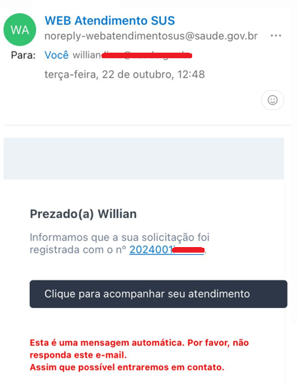 WA
WEB Atendimento SUS
noreply-webatendimentosus@saude.gov.br
Para: Você willian
terça-feira, 22 de outubro, 12:48
Prezado(a) Willian
Informamos que a sua solicitação foi
registrada com o nº 2024001
Clique para acompanhar seu atendimento
Esta é uma mensagem automática. Por favor, não
responda este e-mail.
Assim que possível entraremos em contato.